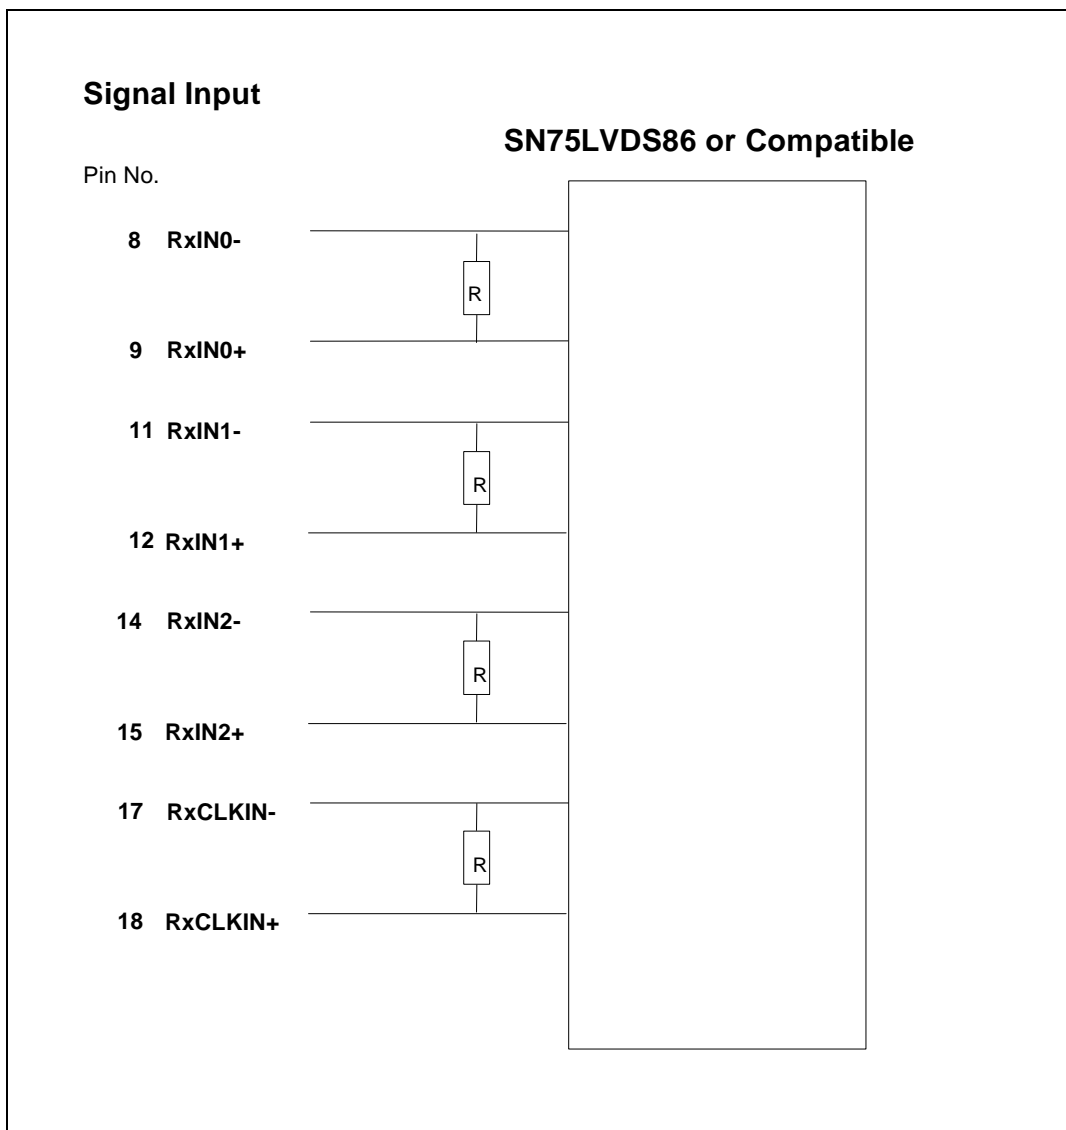 Signal Input
SN75LVDS86 or Compatible
Pin No.
8 RxIN0-
R
9 RxIN0+
11 RxIN1-
R
12 RxIN1+
14 RxIN2-
R
15 RxIN2+
17 RxCLKIN-
R
18 RxCLKIN+